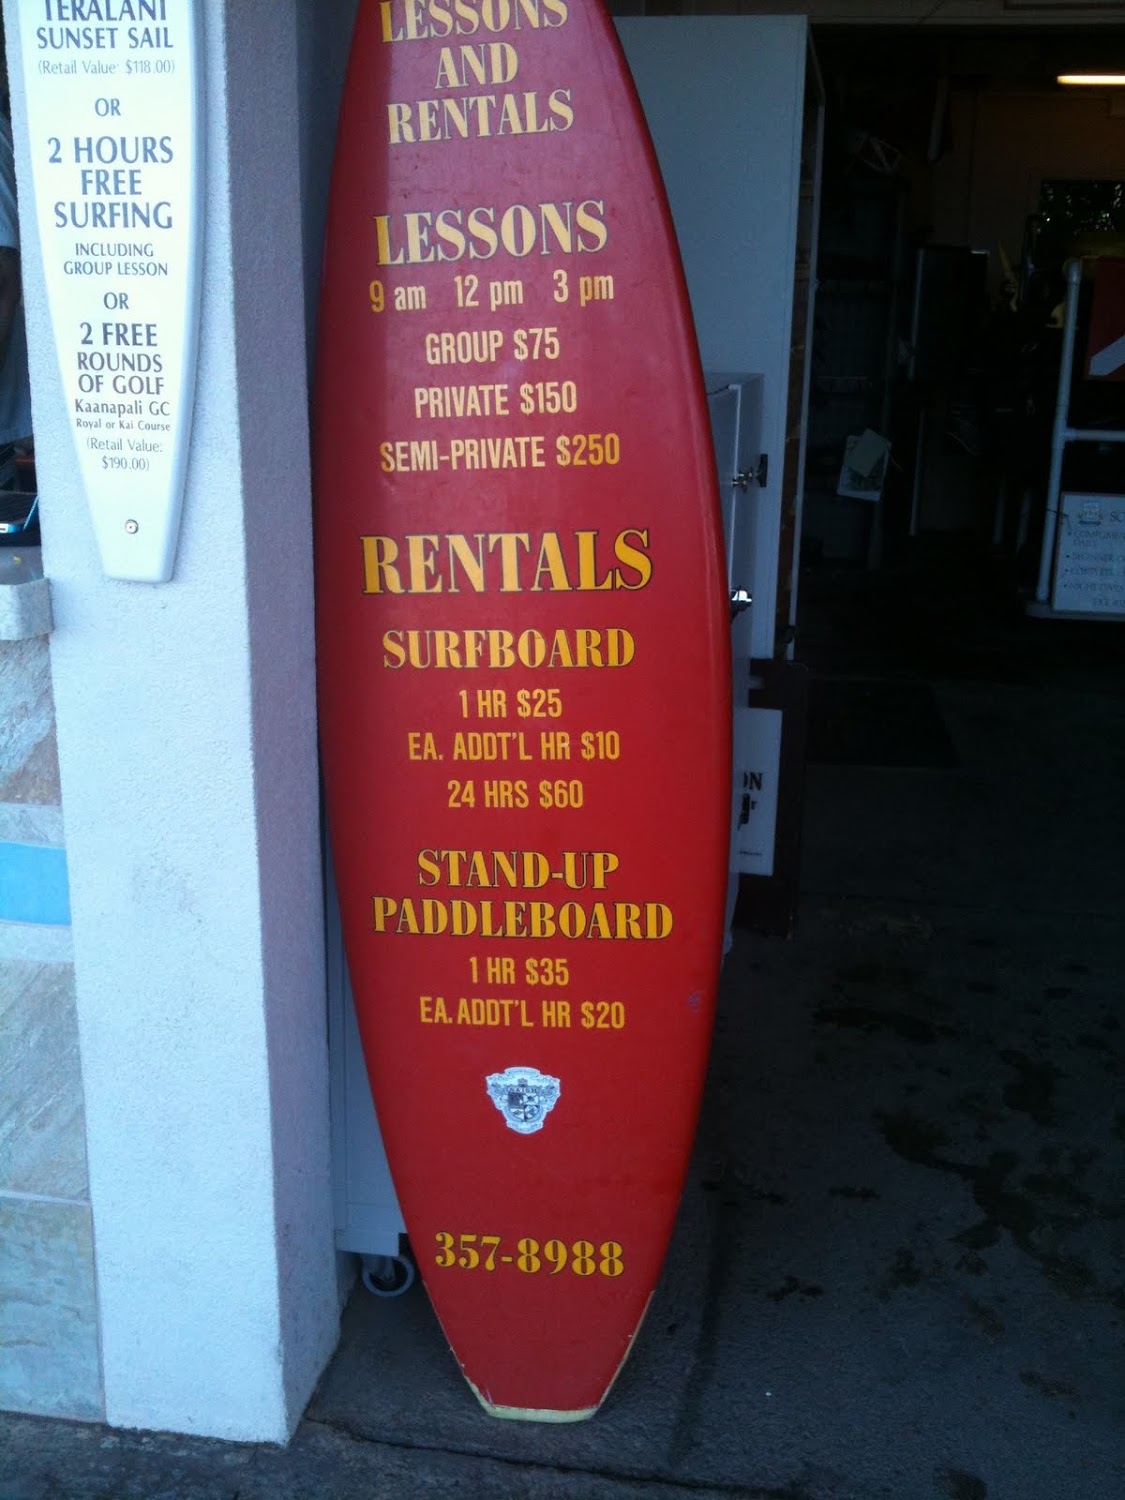 TERALANI
SUNSET SAIL
(Retail Value: $118.00)
OR
2 HOURS
FREE
SURFING
INCLUDING
GROUP LESSON
OR
2 FREE
ROUNDS
OF GOLF
Kaanapali GC
Royal or Kai Course
(Retail Value:
$190.00)
LESSONS
AND
RENTALS
LESSONS
9 am 12 pm 3 pm
GROUP $75
PRIVATE $150
SEMI-PRIVATE $250
RENTALS
SURFBOARD
1 HR $25
EA. ADDT'L HR $10
24 HRS $60
STAND-UP
PADDLEBOARD
1 HR $35
EA. ADDT'L HR $20
357-8988